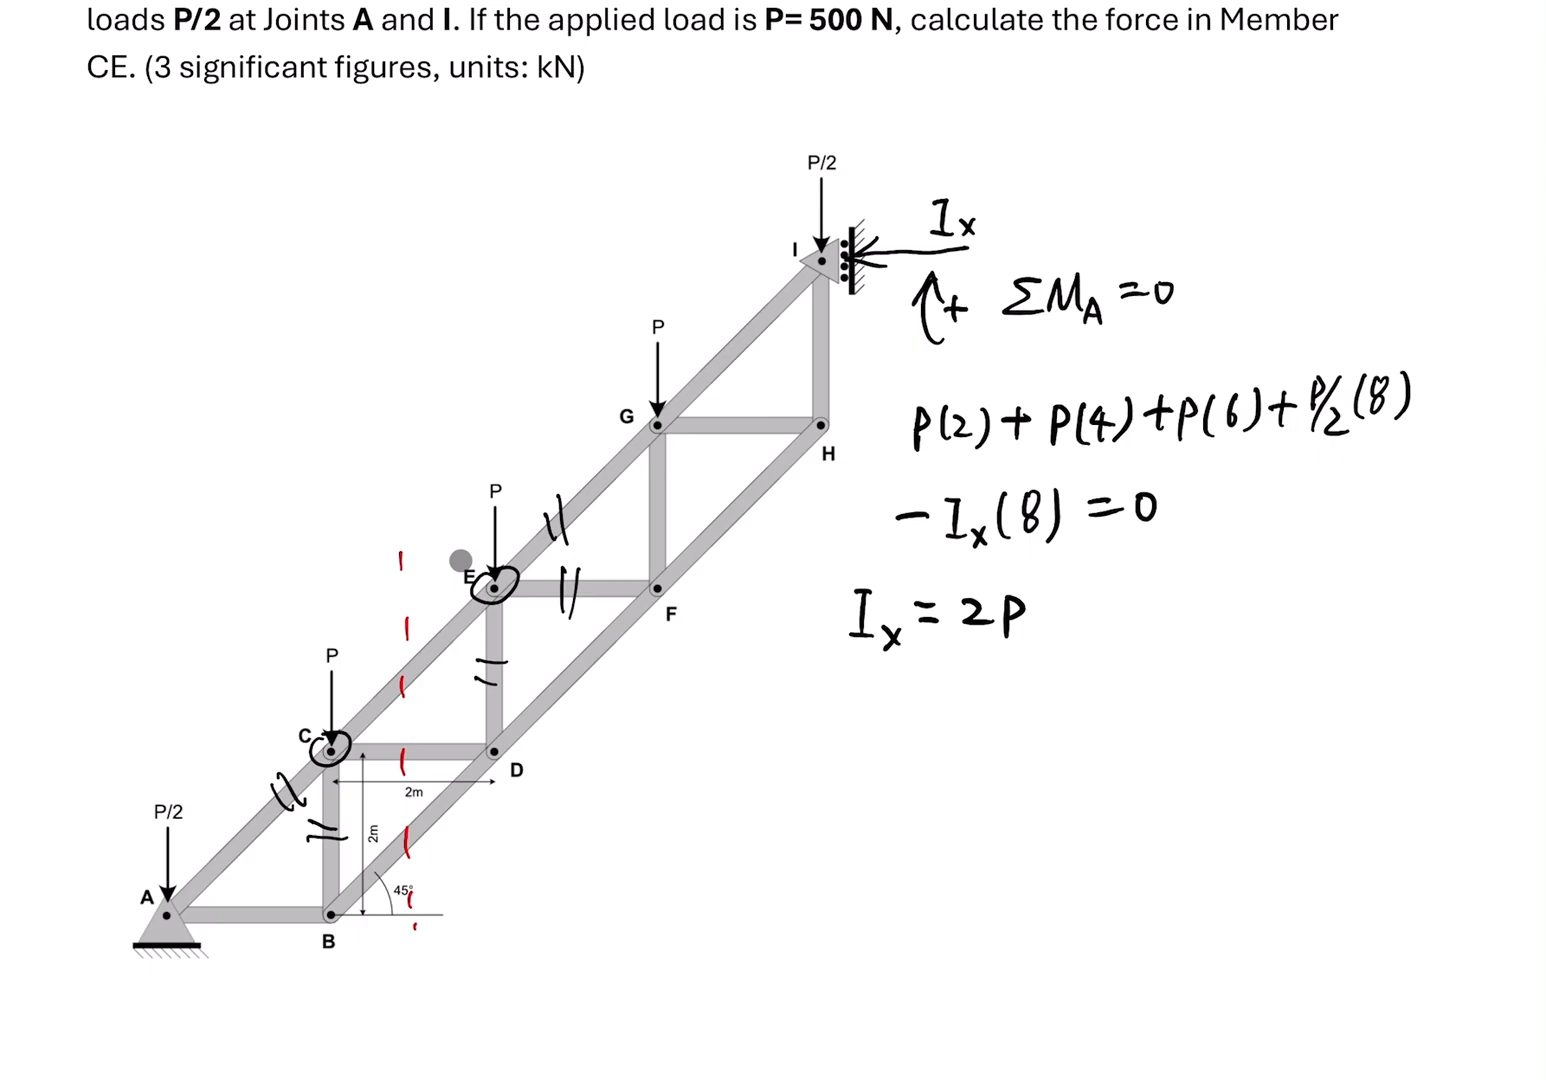 loads P/2 at Joints A and I. If the applied load is P= 500 N, calculate the force in Member
CE. (3 significant figures, units: kN)
P/2
I
Ix
+ ΣMA =0
P
G
H
P(2) + P(4) +P(6)+ P/2 (8)
- Ix(8) =0
P
E
F
Ix = 2P
P
C
D
2m
2m
P/2
A
45°
B